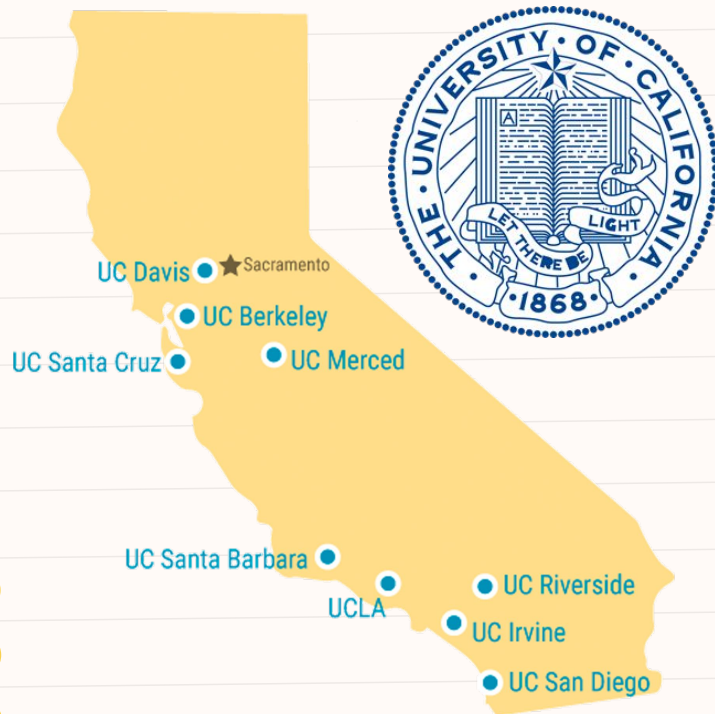 THE · UNIVERSITY · OF · CALIFORNIA
A
LET THERE BE LIGHT
·1868·
UC Davis
Sacramento
UC Berkeley
UC Santa Cruz
UC Merced
UC Santa Barbara
UCLA
UC Riverside
UC Irvine
UC San Diego